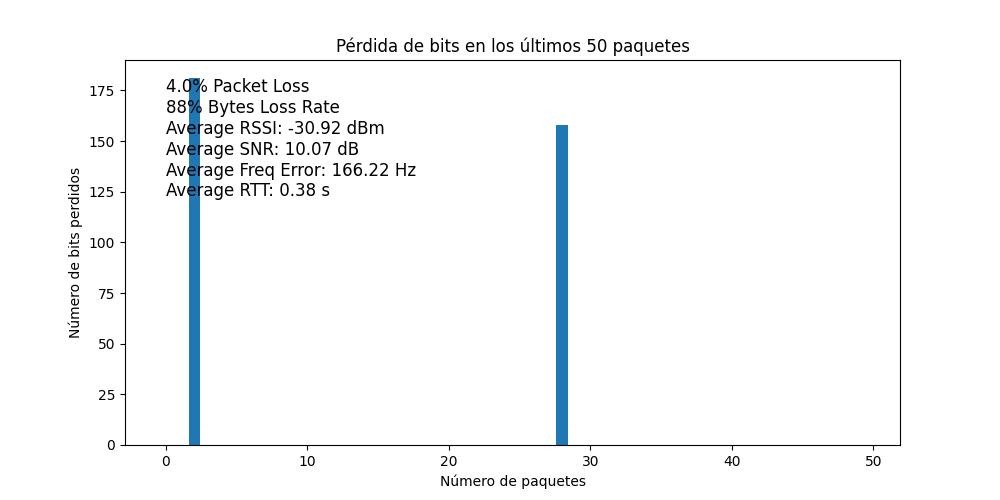 Pérdida de bits en los últimos 50 paquetes
4.0% Packet Loss
88% Bytes Loss Rate
Average RSSI: -30.92 dBm
Average SNR: 10.07 dB
Average Freq Error: 166.22 Hz
Average RTT: 0.38 s
Número de bits perdidos
175
150
125
100
75
50
25
0
0 10 20 30 40 50
Número de paquetes